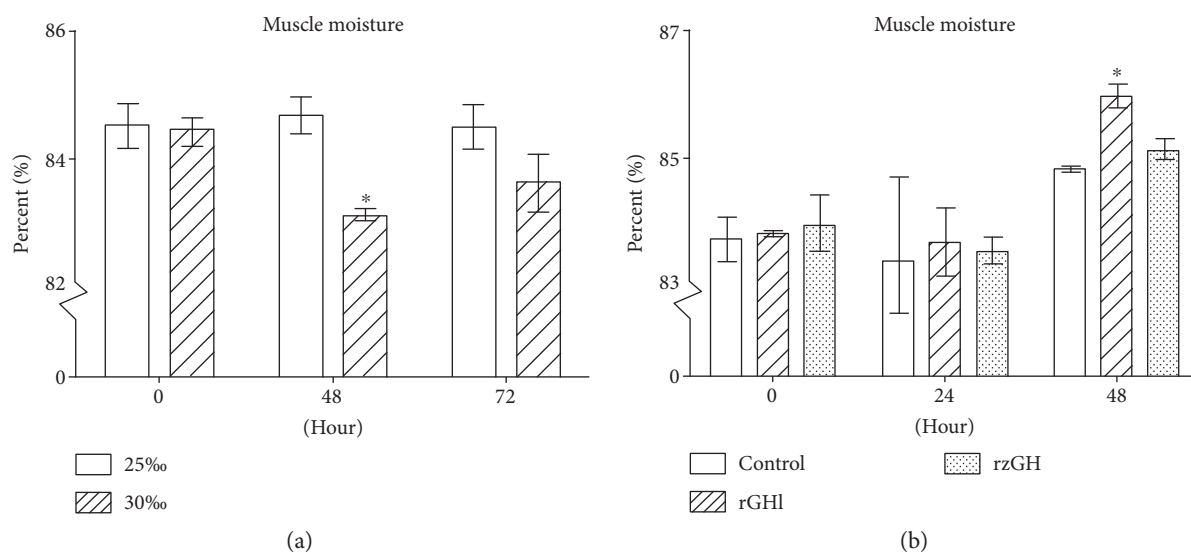 Muscle moisture
86
84
82
0
Percent (%)
*
0 48 72
(Hour)
25‰
30‰
(a)
Muscle moisture
87
85
83
0
Percent (%)
*
0 24 48
(Hour)
Control rzGH
rGHl
(b)